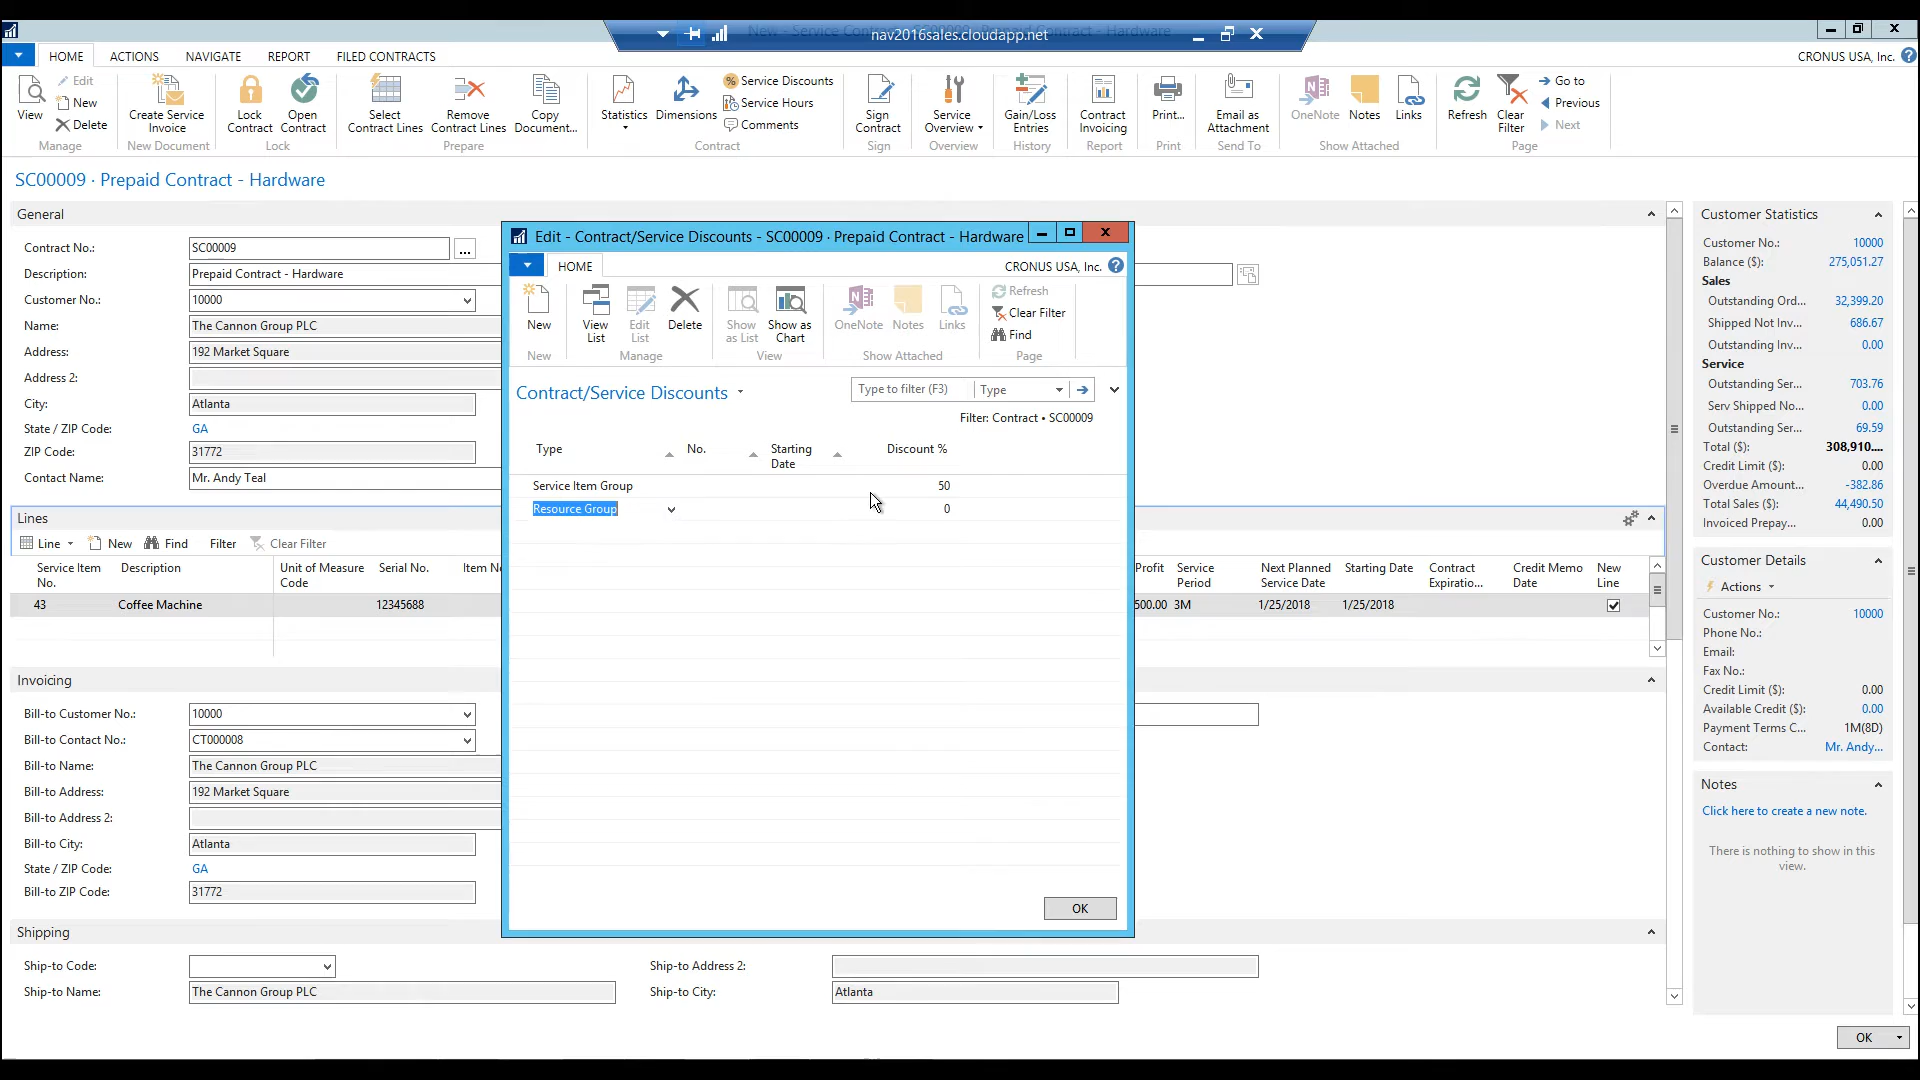 New - Service Contract - SC00009 · Prepaid Contract - Hardware
nav2016sales.cloudapp.net
HOME ACTIONS NAVIGATE REPORT FILED CONTRACTS CRONUS USA, Inc.
View Edit New Delete Manage
Create Service Invoice New Document
Lock Contract Open Contract Lock
Select Contract Lines Remove Contract Lines Copy Document... Prepare
Statistics Dimensions Service Discounts Service Hours Comments Contract
Sign Contract Sign
Service Overview Overview
Gain/Loss Entries History
Contract Invoicing Report
Print... Print
Email as Attachment Send To
OneNote Notes Links Show Attached
Refresh Clear Filter Go to Previous Next Page
SC00009 · Prepaid Contract - Hardware
General
Contract No.: SC00009 ...
Description: Prepaid Contract - Hardware
Customer No.: 10000
Name: The Cannon Group PLC
Address: 192 Market Square
Address 2:
City: Atlanta
State / ZIP Code: GA
ZIP Code: 31772
Contact Name: Mr. Andy Teal
Lines
Line New Find Filter Clear Filter
Service Item No. Description Unit of Measure Code Serial No. Item N
Profit Service Period Next Planned Service Date Starting Date Contract Expiratio... Credit Memo Date New Line
43 Coffee Machine 12345688 500.00 3M 1/25/2018 1/25/2018
Invoicing
Bill-to Customer No.: 10000
Bill-to Contact No.: CT000008
Bill-to Name: The Cannon Group PLC
Bill-to Address: 192 Market Square
Bill-to Address 2:
Bill-to City: Atlanta
State / ZIP Code: GA
Bill-to ZIP Code: 31772
Shipping
Ship-to Code: Ship-to Address 2:
Ship-to Name: The Cannon Group PLC Ship-to City: Atlanta
Edit - Contract/Service Discounts - SC00009 · Prepaid Contract - Hardware
HOME CRONUS USA, Inc.
New New
View List Edit List Delete Manage
Show as List Show as Chart View
OneNote Notes Links Show Attached
Refresh Clear Filter Find Page
Contract/Service Discounts Type to filter (F3) Type
Filter: Contract • SC00009
Type No. Starting Date Discount %
Service Item Group 50
Resource Group 0
OK
Customer Statistics
Customer No.: 10000
Balance ($): 275,051.27
Sales
Outstanding Ord... 32,399.20
Shipped Not Inv... 686.67
Outstanding Inv... 0.00
Service
Outstanding Ser... 703.76
Serv Shipped No... 0.00
Outstanding Ser... 69.59
Total ($): 308,910....
Credit Limit ($): 0.00
Overdue Amount... -382.86
Total Sales ($): 44,490.50
Invoiced Prepay... 0.00
Customer Details
Actions
Customer No.: 10000
Phone No.:
Email:
Fax No.:
Credit Limit ($): 0.00
Available Credit ($): 0.00
Payment Terms C... 1M(8D)
Contact: Mr. Andy...
Notes
Click here to create a new note.
There is nothing to show in this view.
OK